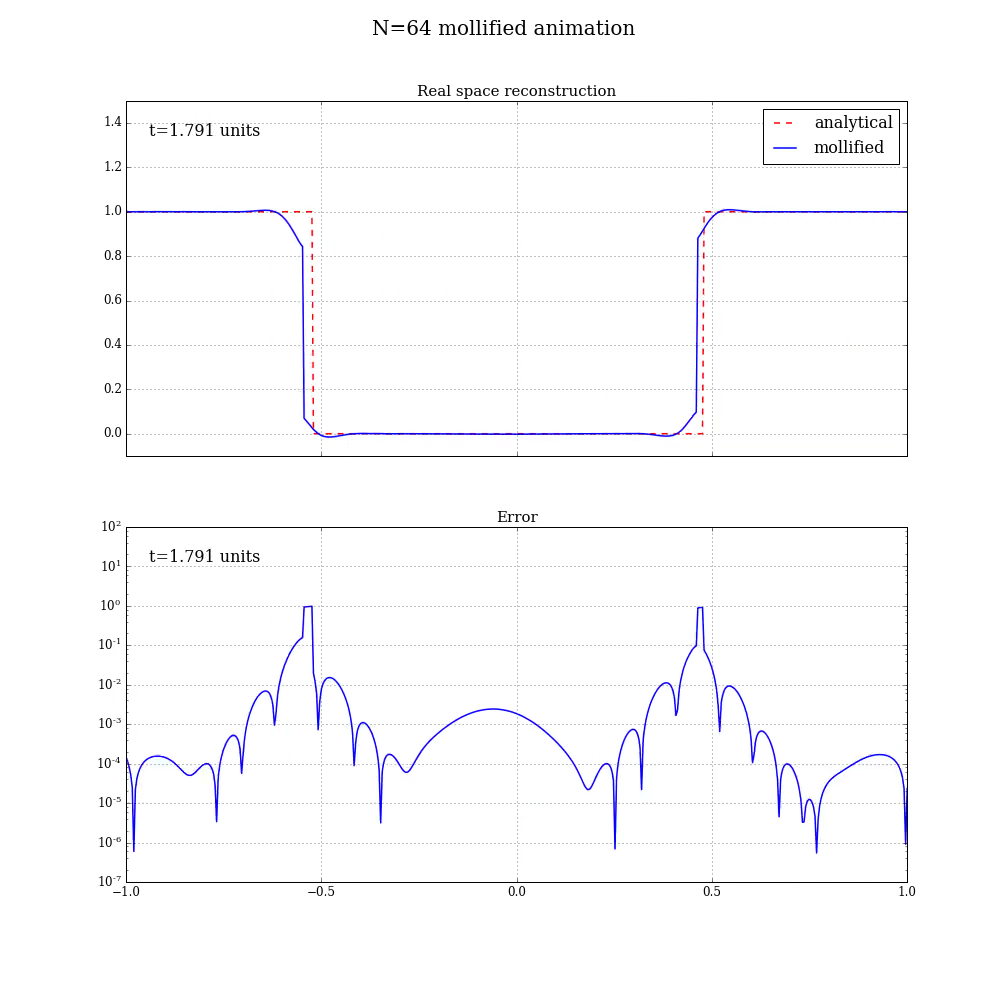 N=64 mollified animation
Real space reconstruction
t=1.791 units
analytical
mollified
1.4
1.2
1.0
0.8
0.6
0.4
0.2
0.0
Error
t=1.791 units
10²
10¹
10⁰
10⁻¹
10⁻²
10⁻³
10⁻⁴
10⁻⁵
10⁻⁶
10⁻⁷
−1.0 −0.5 0.0 0.5 1.0